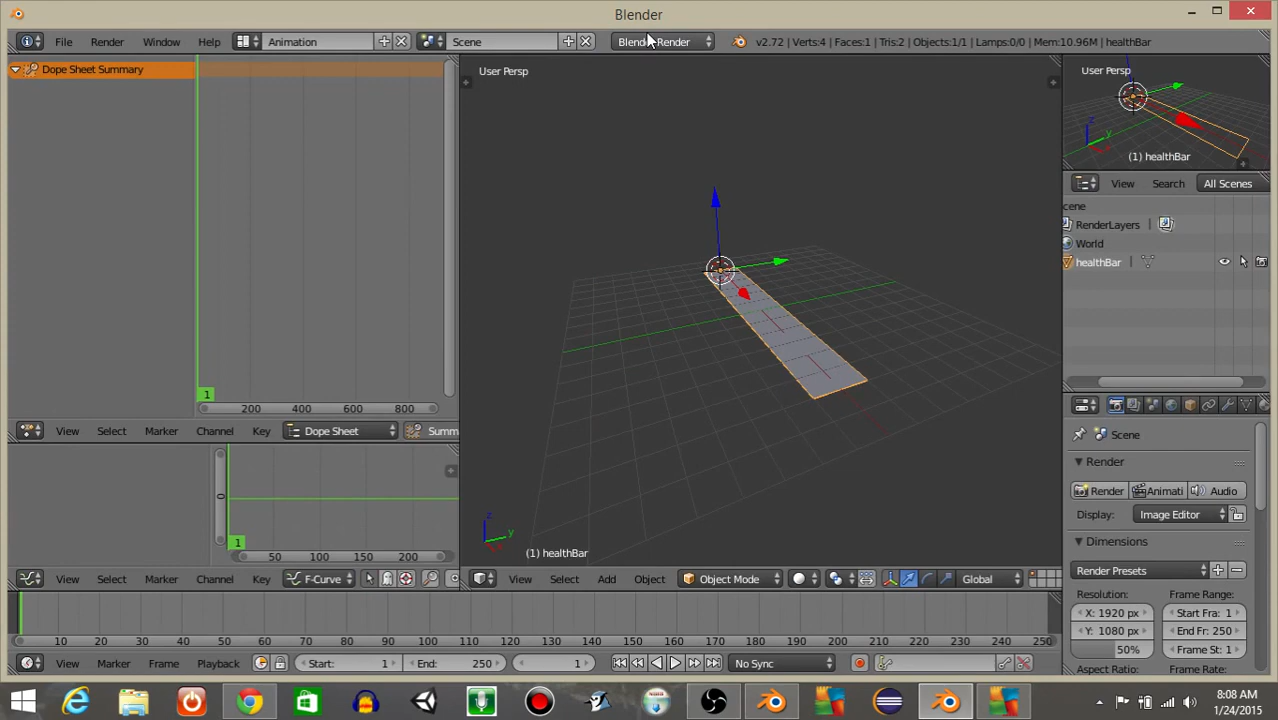 Blender
File Render Window Animation Scene Blender Render v2.72 | Verts:4 | Faces:1 | Tris:2 | Objects:1/1 | Lamps:0/0 | Mem:10.96M | healthBar
Dope Sheet Summary
1
200 400 600 800
View Select Marker Channel Key Dope Sheet Summ
0
1
50 100 150 200
View Select Marker Channel Key F-Curve
User Persp
z y
(1) healthBar
View Select Add Object Object Mode Global
User Persp
z y
(1) healthBar
View Search All Scenes
cene
RenderLayers |
World
healthBar |
Scene
Render
Render Animati Audio
Display: Image Editor
Dimensions
Render Presets
Resolution: Frame Range:
X: 1920 px Start Fra: 1
Y: 1080 px End Fr: 250
50% Frame St: 1
Aspect Ratio: Frame Rate:
10 20 30 40 50 60 70 80 90 100 110 120 130 140 150 160 170 180 190 200 210 220 230 240 250
View Marker Frame Playback Start: 1 End: 250 1 No Sync
8:08 AM
1/24/2015